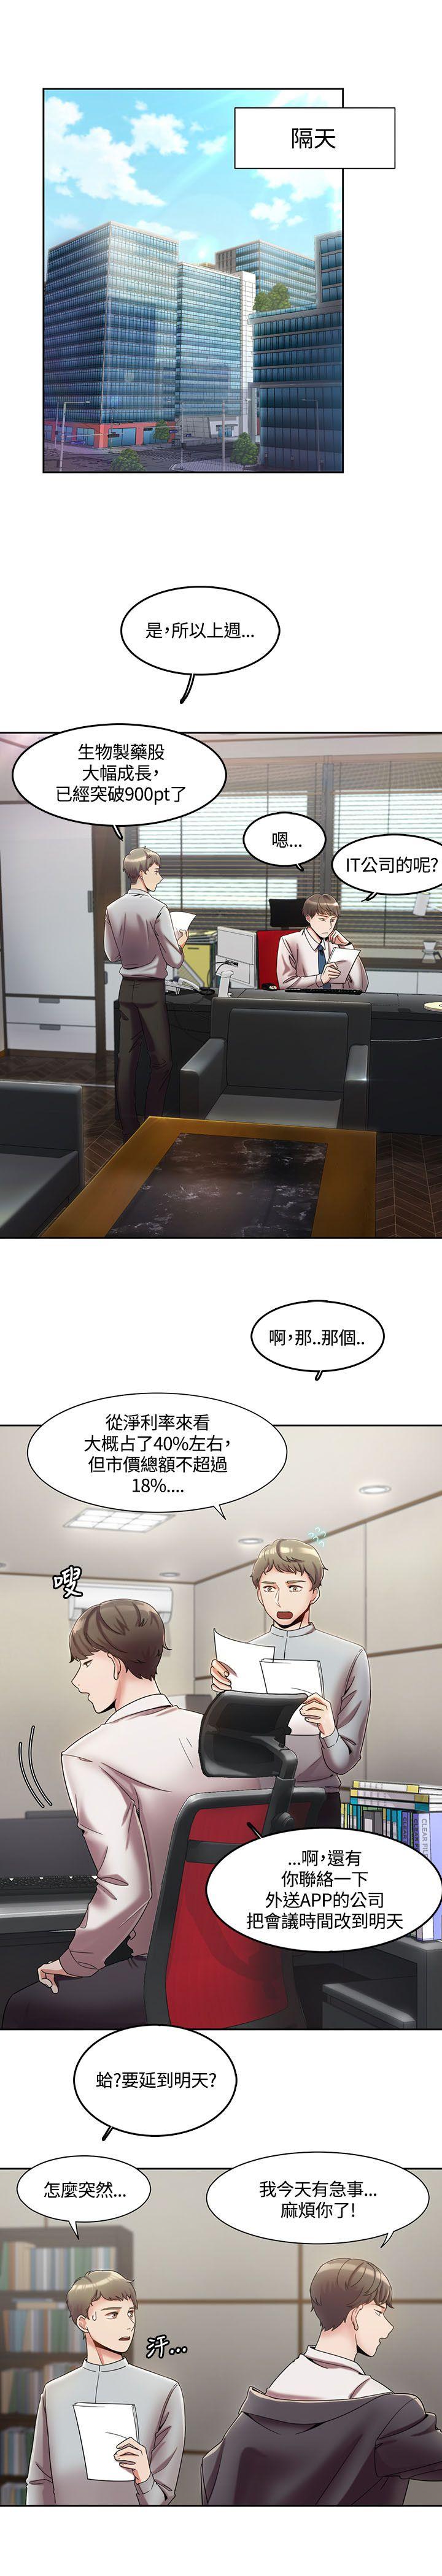 隔天
是,所以上週...
生物製藥股
大幅成長,
已經突破900pt了
嗯...
IT公司的呢?
啊,那..那個..
從淨利率來看
大概占了40%左右,
但市價總額不超過
18%....
嗖
CLEAR FILE
...啊,還有
你聯絡一下
外送APP的公司
把會議時間改到明天
蛤?要延到明天?
怎麼突然...
我今天有急事...
麻煩你了!
汗...